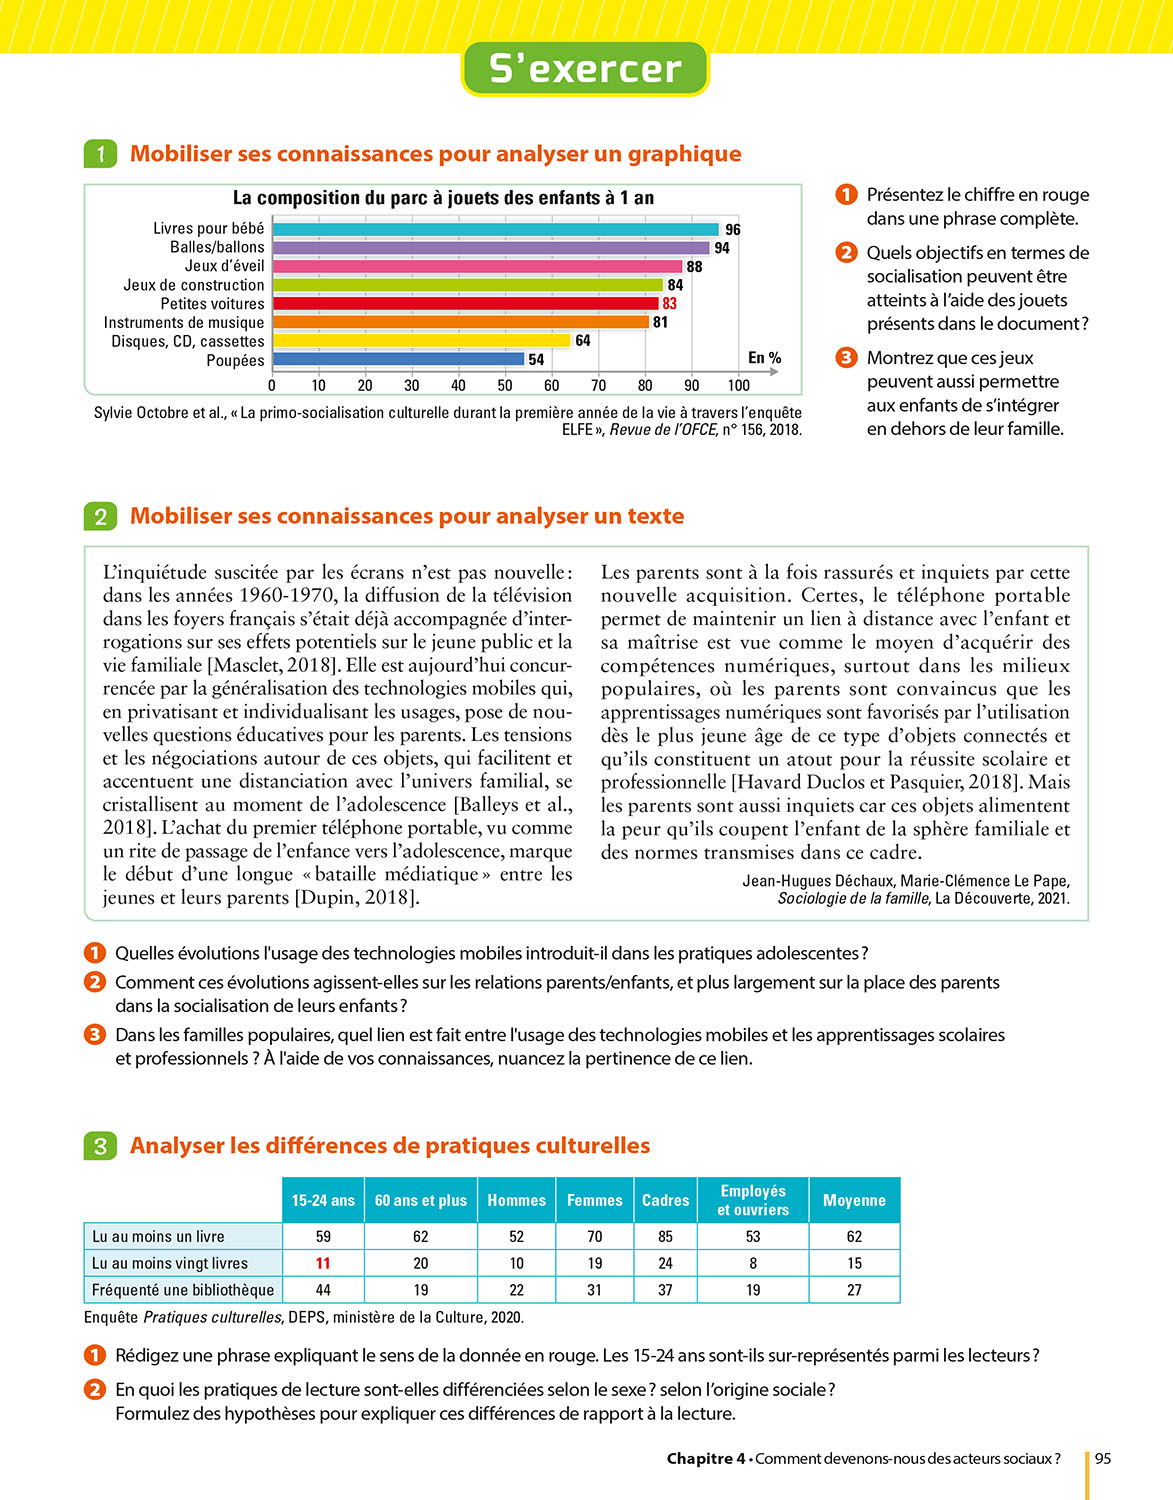 S'exercer
1 Mobiliser ses connaissances pour analyser un graphique
La composition du parc à jouets des enfants à 1 an
Livres pour bébé 96
Balles/ballons 94
Jeux d'éveil 88
Jeux de construction 84
Petites voitures 83
Instruments de musique 81
Disques, CD, cassettes 64
Poupées 54
En %
0 10 20 30 40 50 60 70 80 90 100
Sylvie Octobre et al., « La primo-socialisation culturelle durant la première année de la vie à travers l'enquête
ELFE », Revue de l'OFCE, n° 156, 2018.
1 Présentez le chiffre en rouge
dans une phrase complète.
2 Quels objectifs en termes de
socialisation peuvent être
atteints à l'aide des jouets
présents dans le document ?
3 Montrez que ces jeux
peuvent aussi permettre
aux enfants de s'intégrer
en dehors de leur famille.
2 Mobiliser ses connaissances pour analyser un texte
L'inquiétude suscitée par les écrans n'est pas nouvelle :
dans les années 1960-1970, la diffusion de la télévision
dans les foyers français s'était déjà accompagnée d'inter-
rogations sur ses effets potentiels sur le jeune public et la
vie familiale [Masclet, 2018]. Elle est aujourd'hui concur-
rencée par la généralisation des technologies mobiles qui,
en privatisant et individualisant les usages, pose de nou-
velles questions éducatives pour les parents. Les tensions
et les négociations autour de ces objets, qui facilitent et
accentuent une distanciation avec l'univers familial, se
cristallisent au moment de l'adolescence [Balleys et al.,
2018]. L'achat du premier téléphone portable, vu comme
un rite de passage de l'enfance vers l'adolescence, marque
le début d'une longue « bataille médiatique » entre les
jeunes et leurs parents [Dupin, 2018].
Les parents sont à la fois rassurés et inquiets par cette
nouvelle acquisition. Certes, le téléphone portable
permet de maintenir un lien à distance avec l'enfant et
sa maîtrise est vue comme le moyen d'acquérir des
compétences numériques, surtout dans les milieux
populaires, où les parents sont convaincus que les
apprentissages numériques sont favorisés par l'utilisation
dès le plus jeune âge de ce type d'objets connectés et
qu'ils constituent un atout pour la réussite scolaire et
professionnelle [Havard Duclos et Pasquier, 2018]. Mais
les parents sont aussi inquiets car ces objets alimentent
la peur qu'ils coupent l'enfant de la sphère familiale et
des normes transmises dans ce cadre.
Jean-Hugues Déchaux, Marie-Clémence Le Pape,
Sociologie de la famille, La Découverte, 2021.
1 Quelles évolutions l'usage des technologies mobiles introduit-il dans les pratiques adolescentes ?
2 Comment ces évolutions agissent-elles sur les relations parents/enfants, et plus largement sur la place des parents
dans la socialisation de leurs enfants ?
3 Dans les familles populaires, quel lien est fait entre l'usage des technologies mobiles et les apprentissages scolaires
et professionnels ? À l'aide de vos connaissances, nuancez la pertinence de ce lien.
3 Analyser les différences de pratiques culturelles
15-24 ans 60 ans et plus Hommes Femmes Cadres Employés et ouvriers Moyenne
Lu au moins un livre 59 62 52 70 85 53 62
Lu au moins vingt livres 11 20 10 19 24 8 15
Fréquenté une bibliothèque 44 19 22 31 37 19 27
Enquête Pratiques culturelles, DEPS, ministère de la Culture, 2020.
1 Rédigez une phrase expliquant le sens de la donnée en rouge. Les 15-24 ans sont-ils sur-représentés parmi les lecteurs ?
2 En quoi les pratiques de lecture sont-elles différenciées selon le sexe ? selon l'origine sociale ?
Formulez des hypothèses pour expliquer ces différences de rapport à la lecture.
Chapitre 4 • Comment devenons-nous des acteurs sociaux ? 95